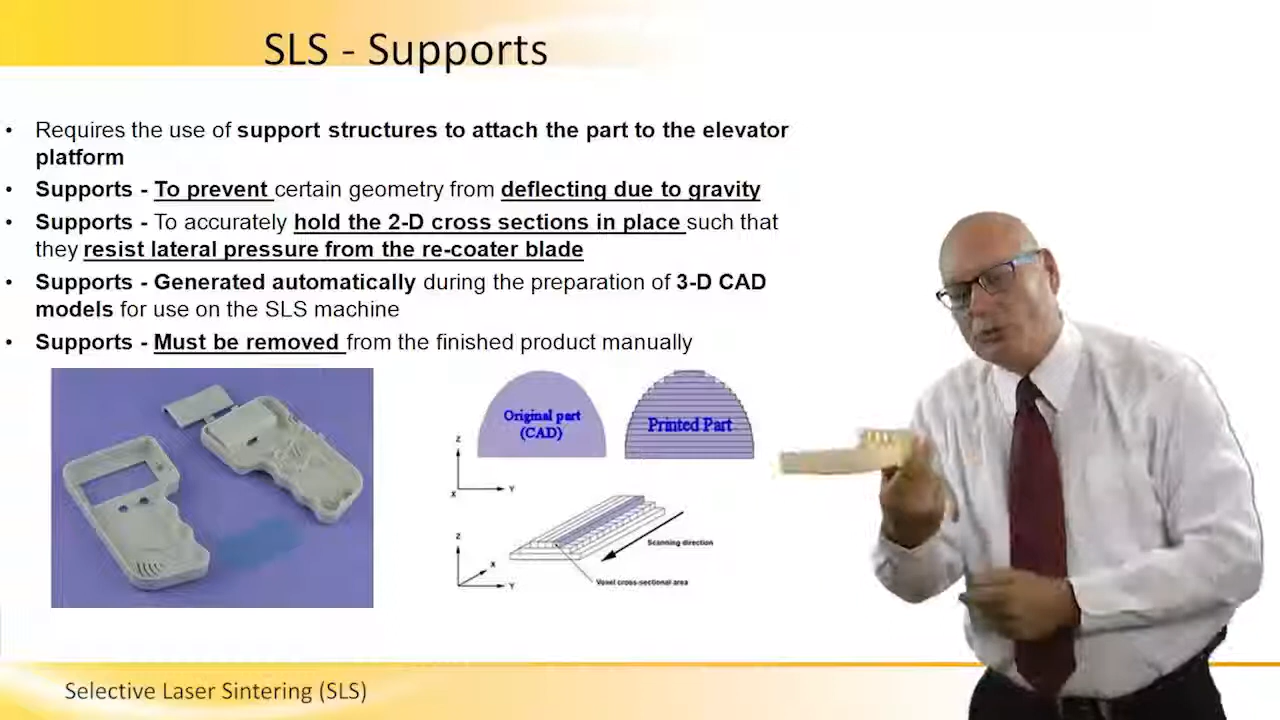 SLS - Supports
• Requires the use of support structures to attach the part to the elevator
platform
• Supports - To prevent certain geometry from deflecting due to gravity
• Supports - To accurately hold the 2-D cross sections in place such that
they resist lateral pressure from the re-coater blade
• Supports - Generated automatically during the preparation of 3-D CAD
models for use on the SLS machine
• Supports - Must be removed from the finished product manually
Original part
(CAD)
Printed Part
Z
X
Y
Z
X
Y
Scanning direction
Voxel cross-sectional area
Selective Laser Sintering (SLS)